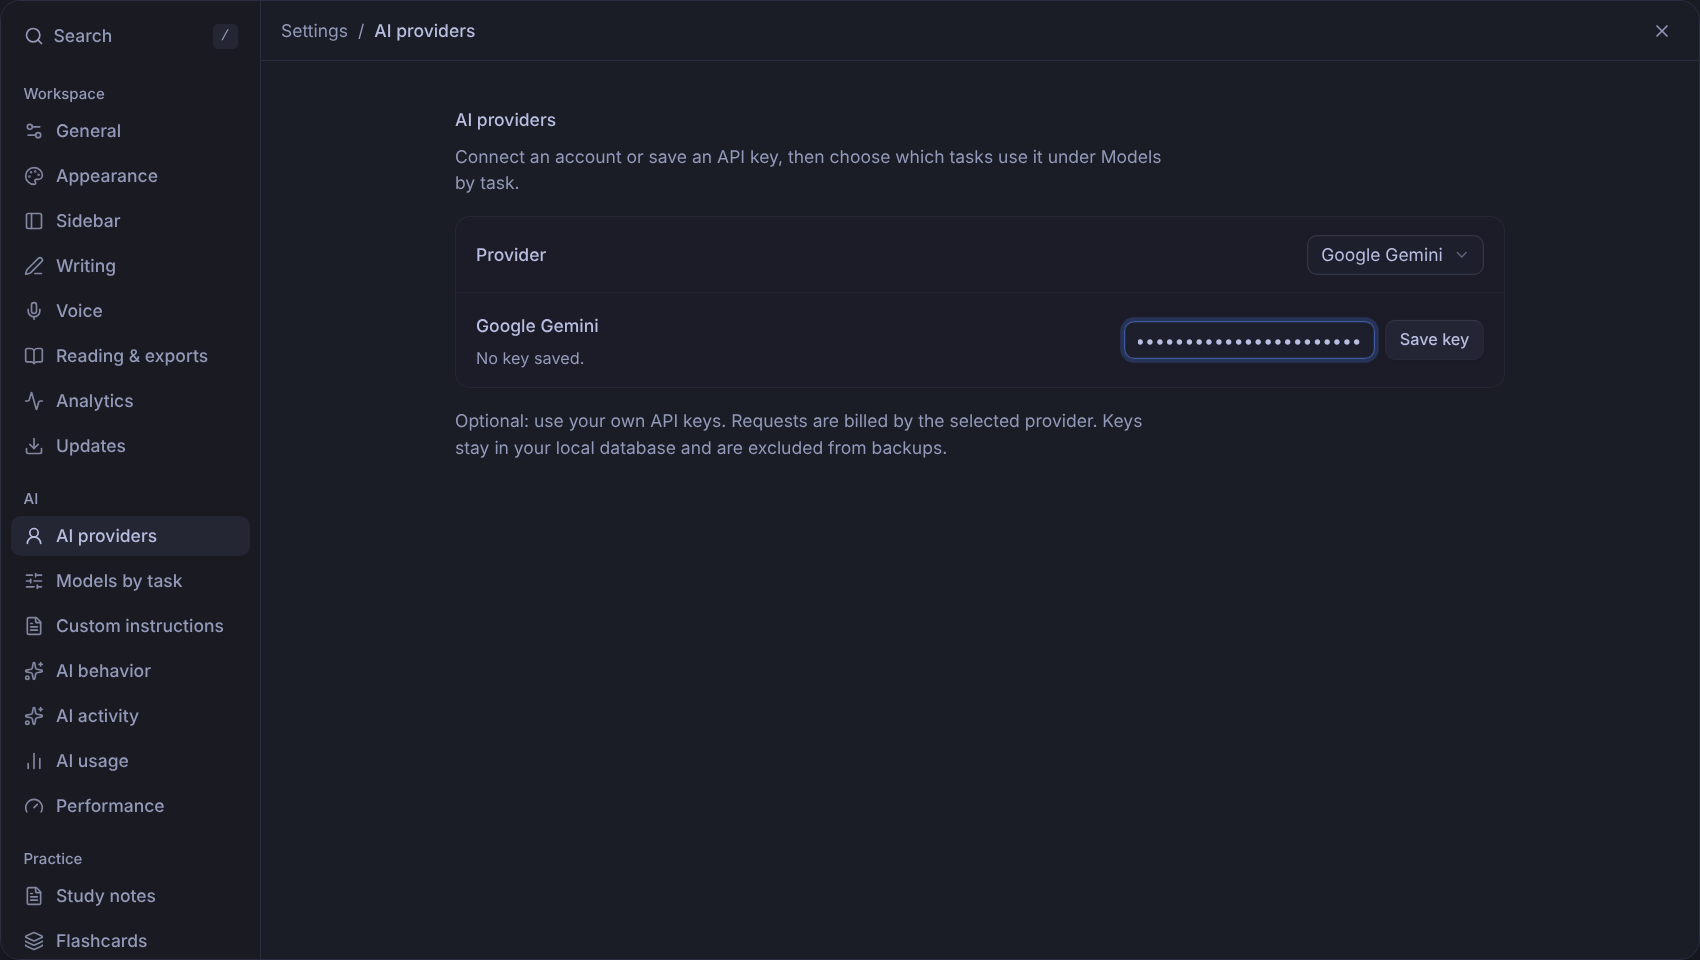 Search
/
Workspace
General
Appearance
Sidebar
Writing
Voice
Reading & exports
Analytics
Updates
AI
AI providers
Models by task
Custom instructions
AI behavior
AI activity
AI usage
Performance
Practice
Study notes
Flashcards
Settings / AI providers
AI providers
Connect an account or save an API key, then choose which tasks use it under Models
by task.
Provider
Google Gemini
Google Gemini
No key saved.
Save key
Optional: use your own API keys. Requests are billed by the selected provider. Keys
stay in your local database and are excluded from backups.